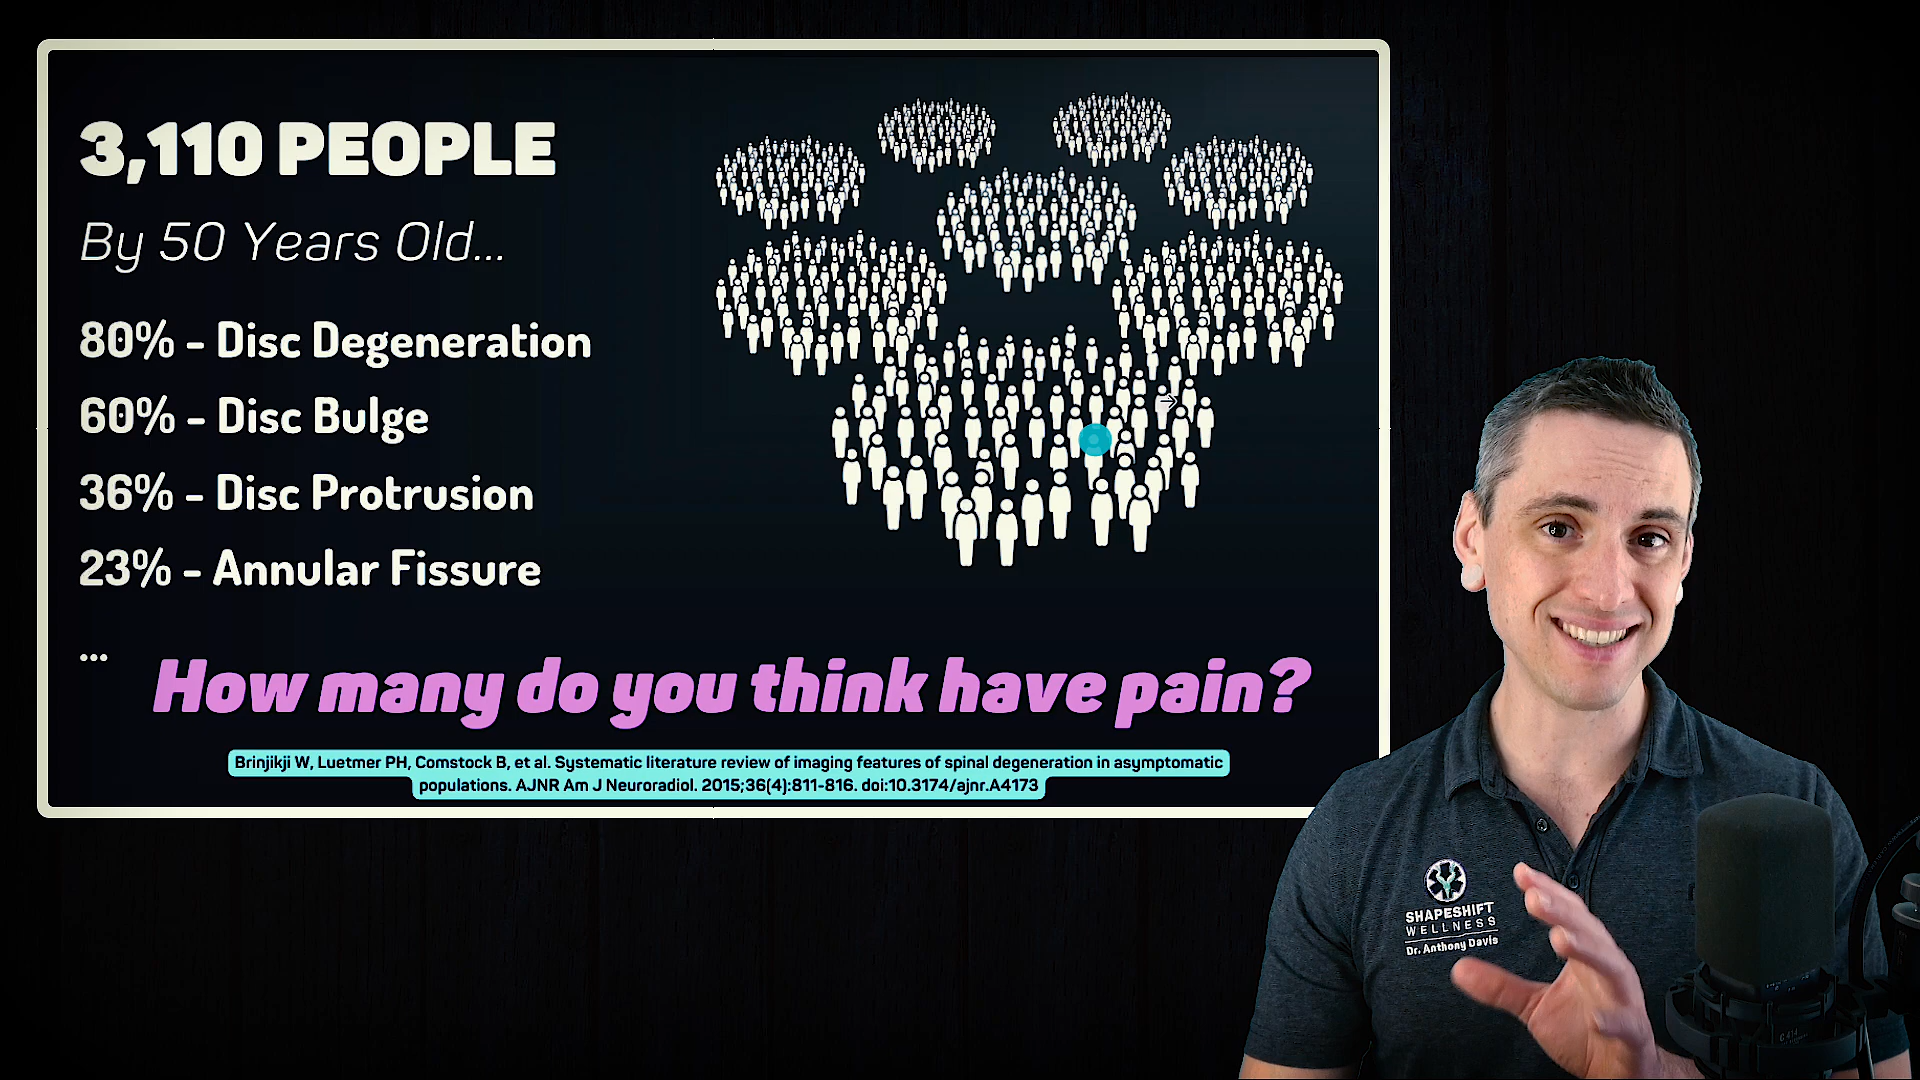 3,110 PEOPLE
By 50 Years Old...
80% - Disc Degeneration
60% - Disc Bulge
36% - Disc Protrusion
23% - Annular Fissure
...
How many do you think have pain?
Brinjikji W, Luetmer PH, Comstock B, et al. Systematic literature review of imaging features of spinal degeneration in asymptomatic
populations. AJNR Am J Neuroradiol. 2015;36(4):811-816. doi:10.3174/ajnr.A4173
SHAPESHIFT
WELLNESS
Dr. Anthony Davis